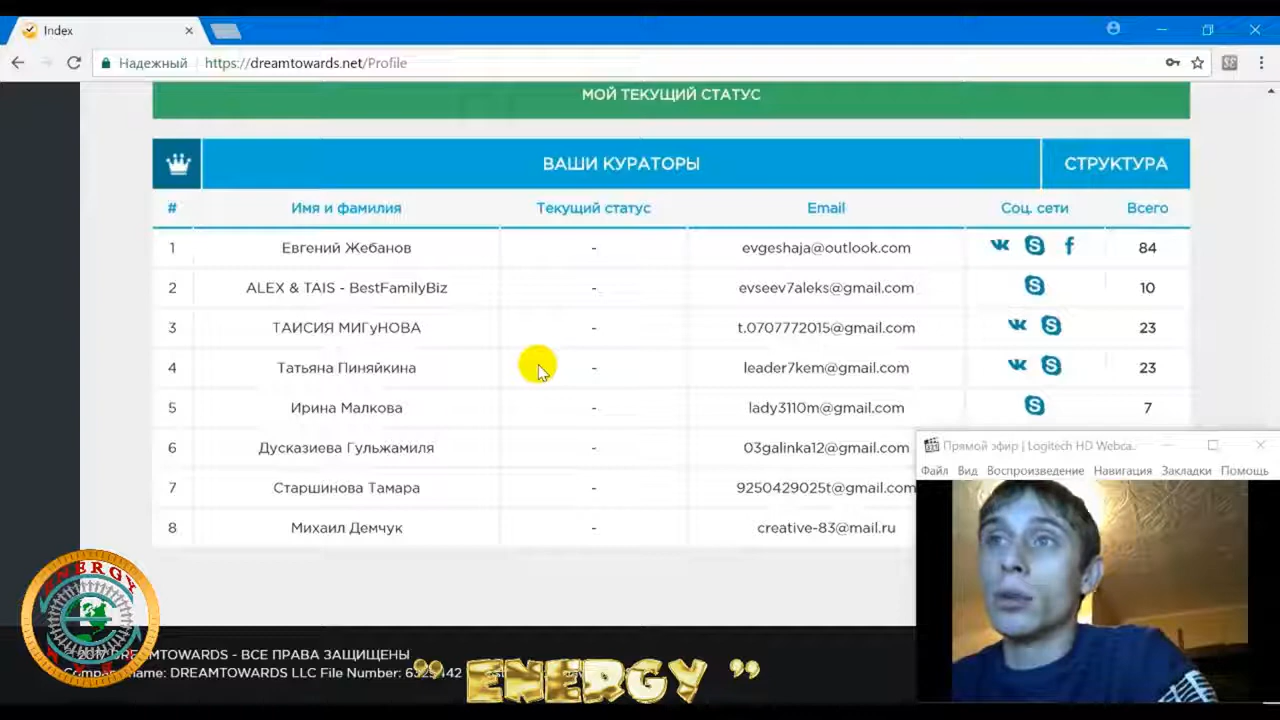 Index
Надежный https://dreamtowards.net/Profile
МОЙ ТЕКУЩИЙ СТАТУС
ВАШИ КУРАТОРЫ СТРУКТУРА
# Имя и фамилия Текущий статус Email Соц. сети Всего
1 Евгений Жебанов - evgeshaja@outlook.com 84
2 ALEX & TAIS - BestFamilyBiz - evseev7aleks@gmail.com 10
3 ТАИСИЯ МИГуНОВА - t.0707772015@gmail.com 23
4 Татьяна Пиняйкина - leader7kem@gmail.com 23
5 Ирина Малкова - lady3110m@gmail.com 7
6 Дусказиева Гульжамиля - 03galinka12@gmail.com
7 Старшинова Тамара - 9250429025t@gmail.com
8 Михаил Демчук - creative-83@mail.ru
Прямой эфир | Logitech HD Webca...
Файл Вид Воспроизведение Навигация Закладки Помощь
ENERGY
DREAMTOWARDS - ВСЕ ПРАВА ЗАЩИЩЕНЫ
name: DREAMTOWARDS LLC File Number:
" ENERGY "